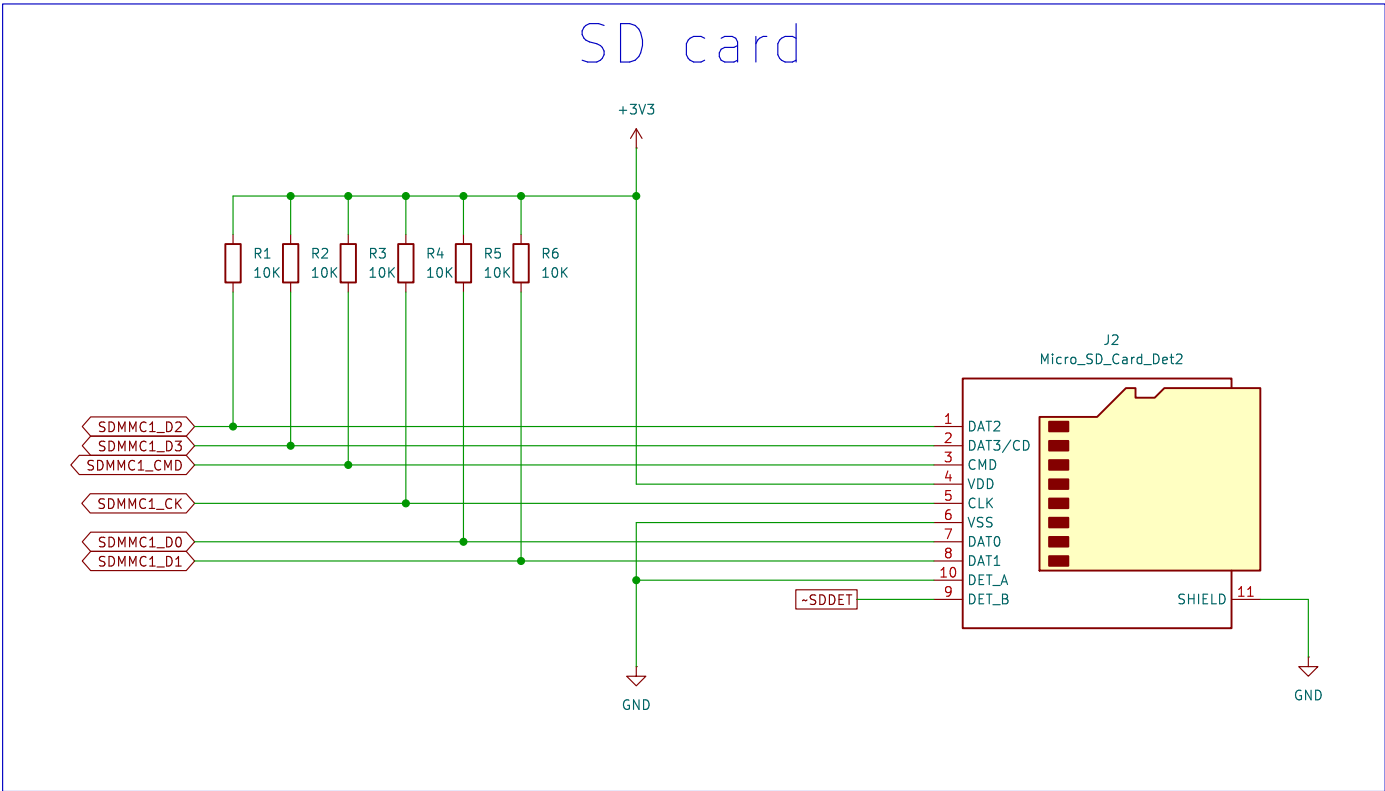 SD card
+3V3
R1 R2 R3 R4 R5 R6
10K 10K 10K 10K 10K 10K
J2
Micro_SD_Card_Det2
SDMMC1_D2 1 DAT2
SDMMC1_D3 2 DAT3/CD
SDMMC1_CMD 3 CMD
4 VDD
SDMMC1_CK 5 CLK
6 VSS
SDMMC1_D0 7 DAT0
SDMMC1_D1 8 DAT1
10 DET_A
~SDDET 9 DET_B SHIELD 11
GND
GND